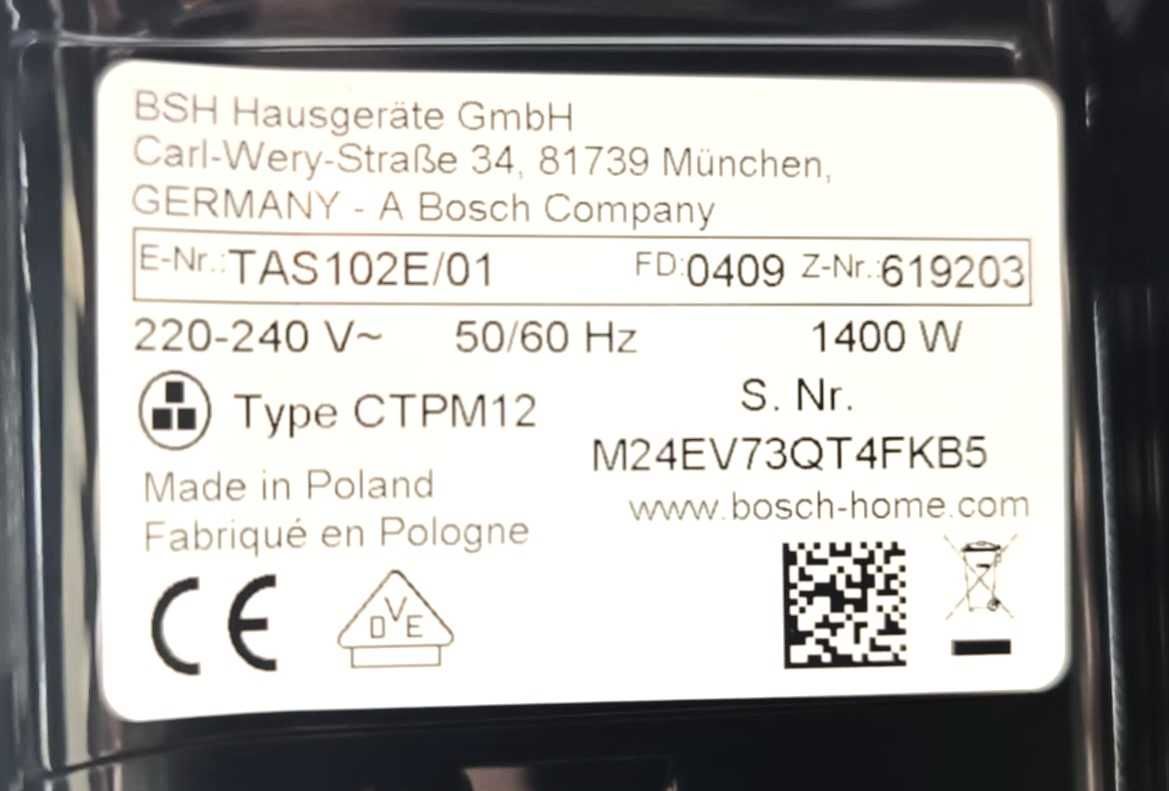 BSH Hausgeräte GmbH
Carl-Wery-Straße 34, 81739 München,
GERMANY - A Bosch Company
E-Nr.:TAS102E/01 FD:0409 Z-Nr.:619203
220-240 V~ 50/60 Hz 1400 W
Type CTPM12
S. Nr.
M24EV73QT4FKB5
Made in Poland
www.bosch-home.com
Fabriqué en Pologne
CE
DVE